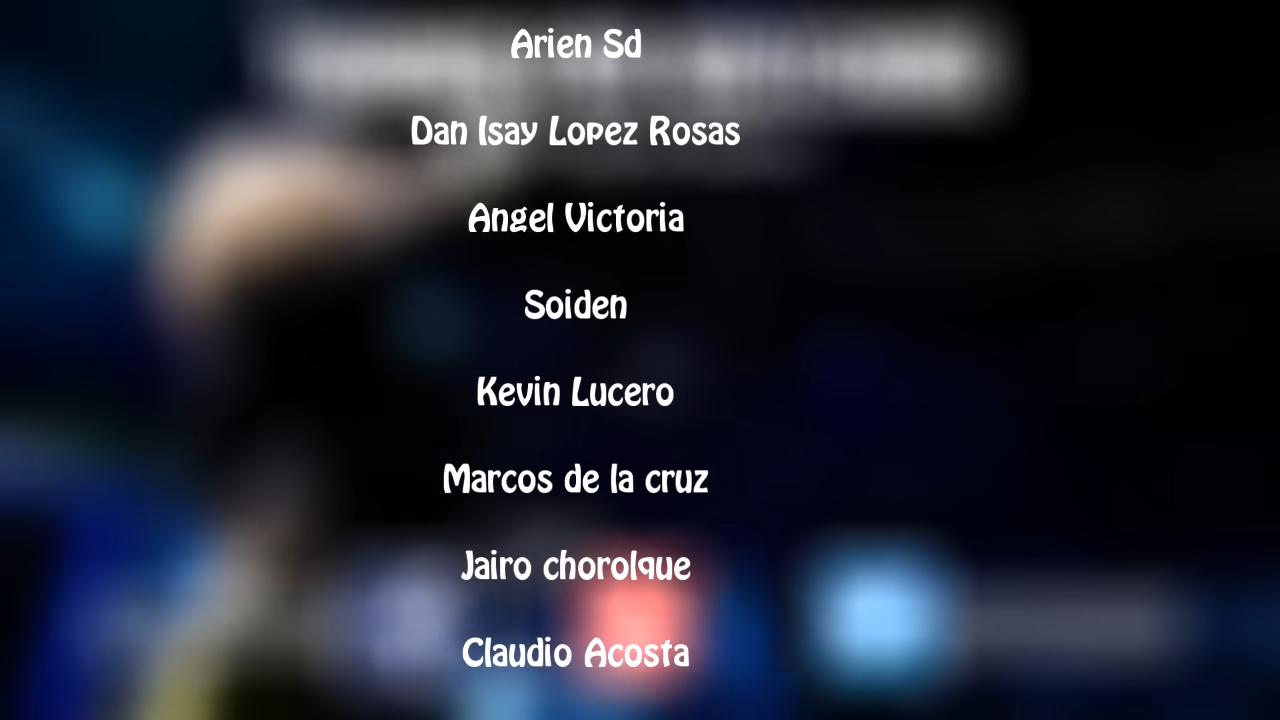 Arien Sd
Dan Isay Lopez Rosas
Angel Victoria
Soiden
Kevin Lucero
Marcos de la cruz
Jairo chorolque
Claudio Acosta